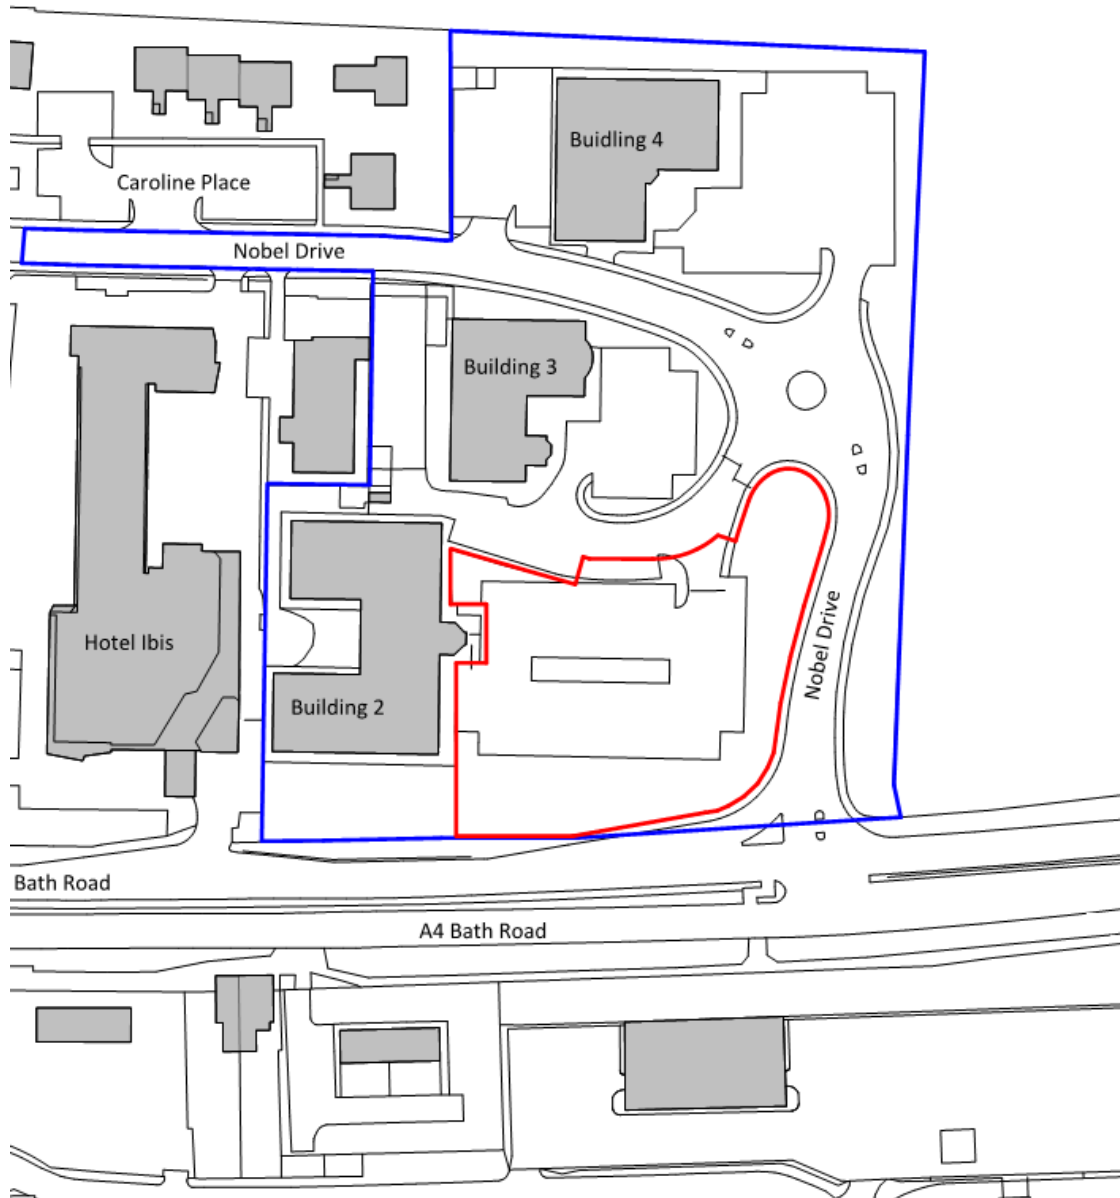 Buidling 4
Caroline Place
Nobel Drive
Building 3
Nobel Drive
Hotel Ibis
Building 2
Bath Road
A4 Bath Road